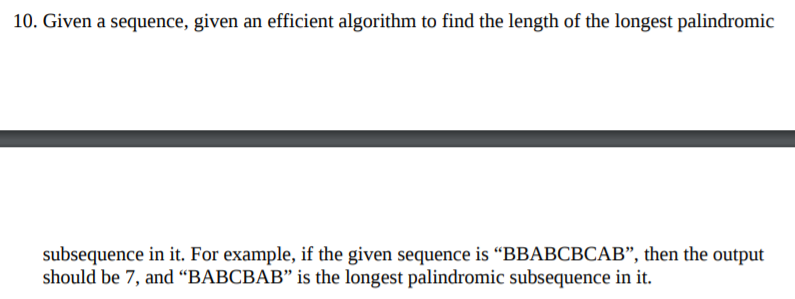 10. Given a sequence, given an efficient algorithm to find the length of the longest palindromic
subsequence in it. For example, if the given sequence is “BBABCBCAB”, then the output
should be 7, and “BABCBAB” is the longest palindromic subsequence in it.